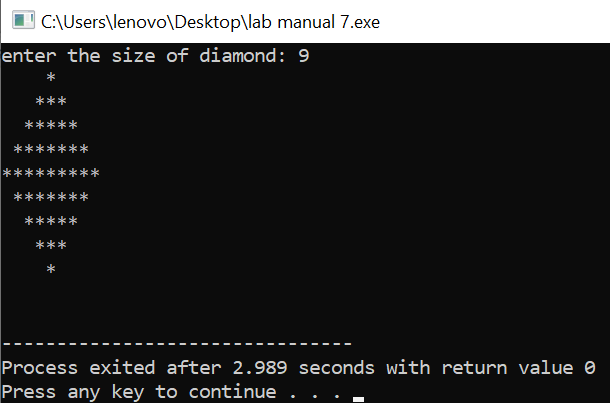 C:\Users\lenovo\Desktop\lab manual 7.exe
enter the size of diamond: 9
    *
   ***
  *****
 *******
*********
 *******
  *****
   ***
    *
--------------------------------
Process exited after 2.989 seconds with return value 0
Press any key to continue . . .